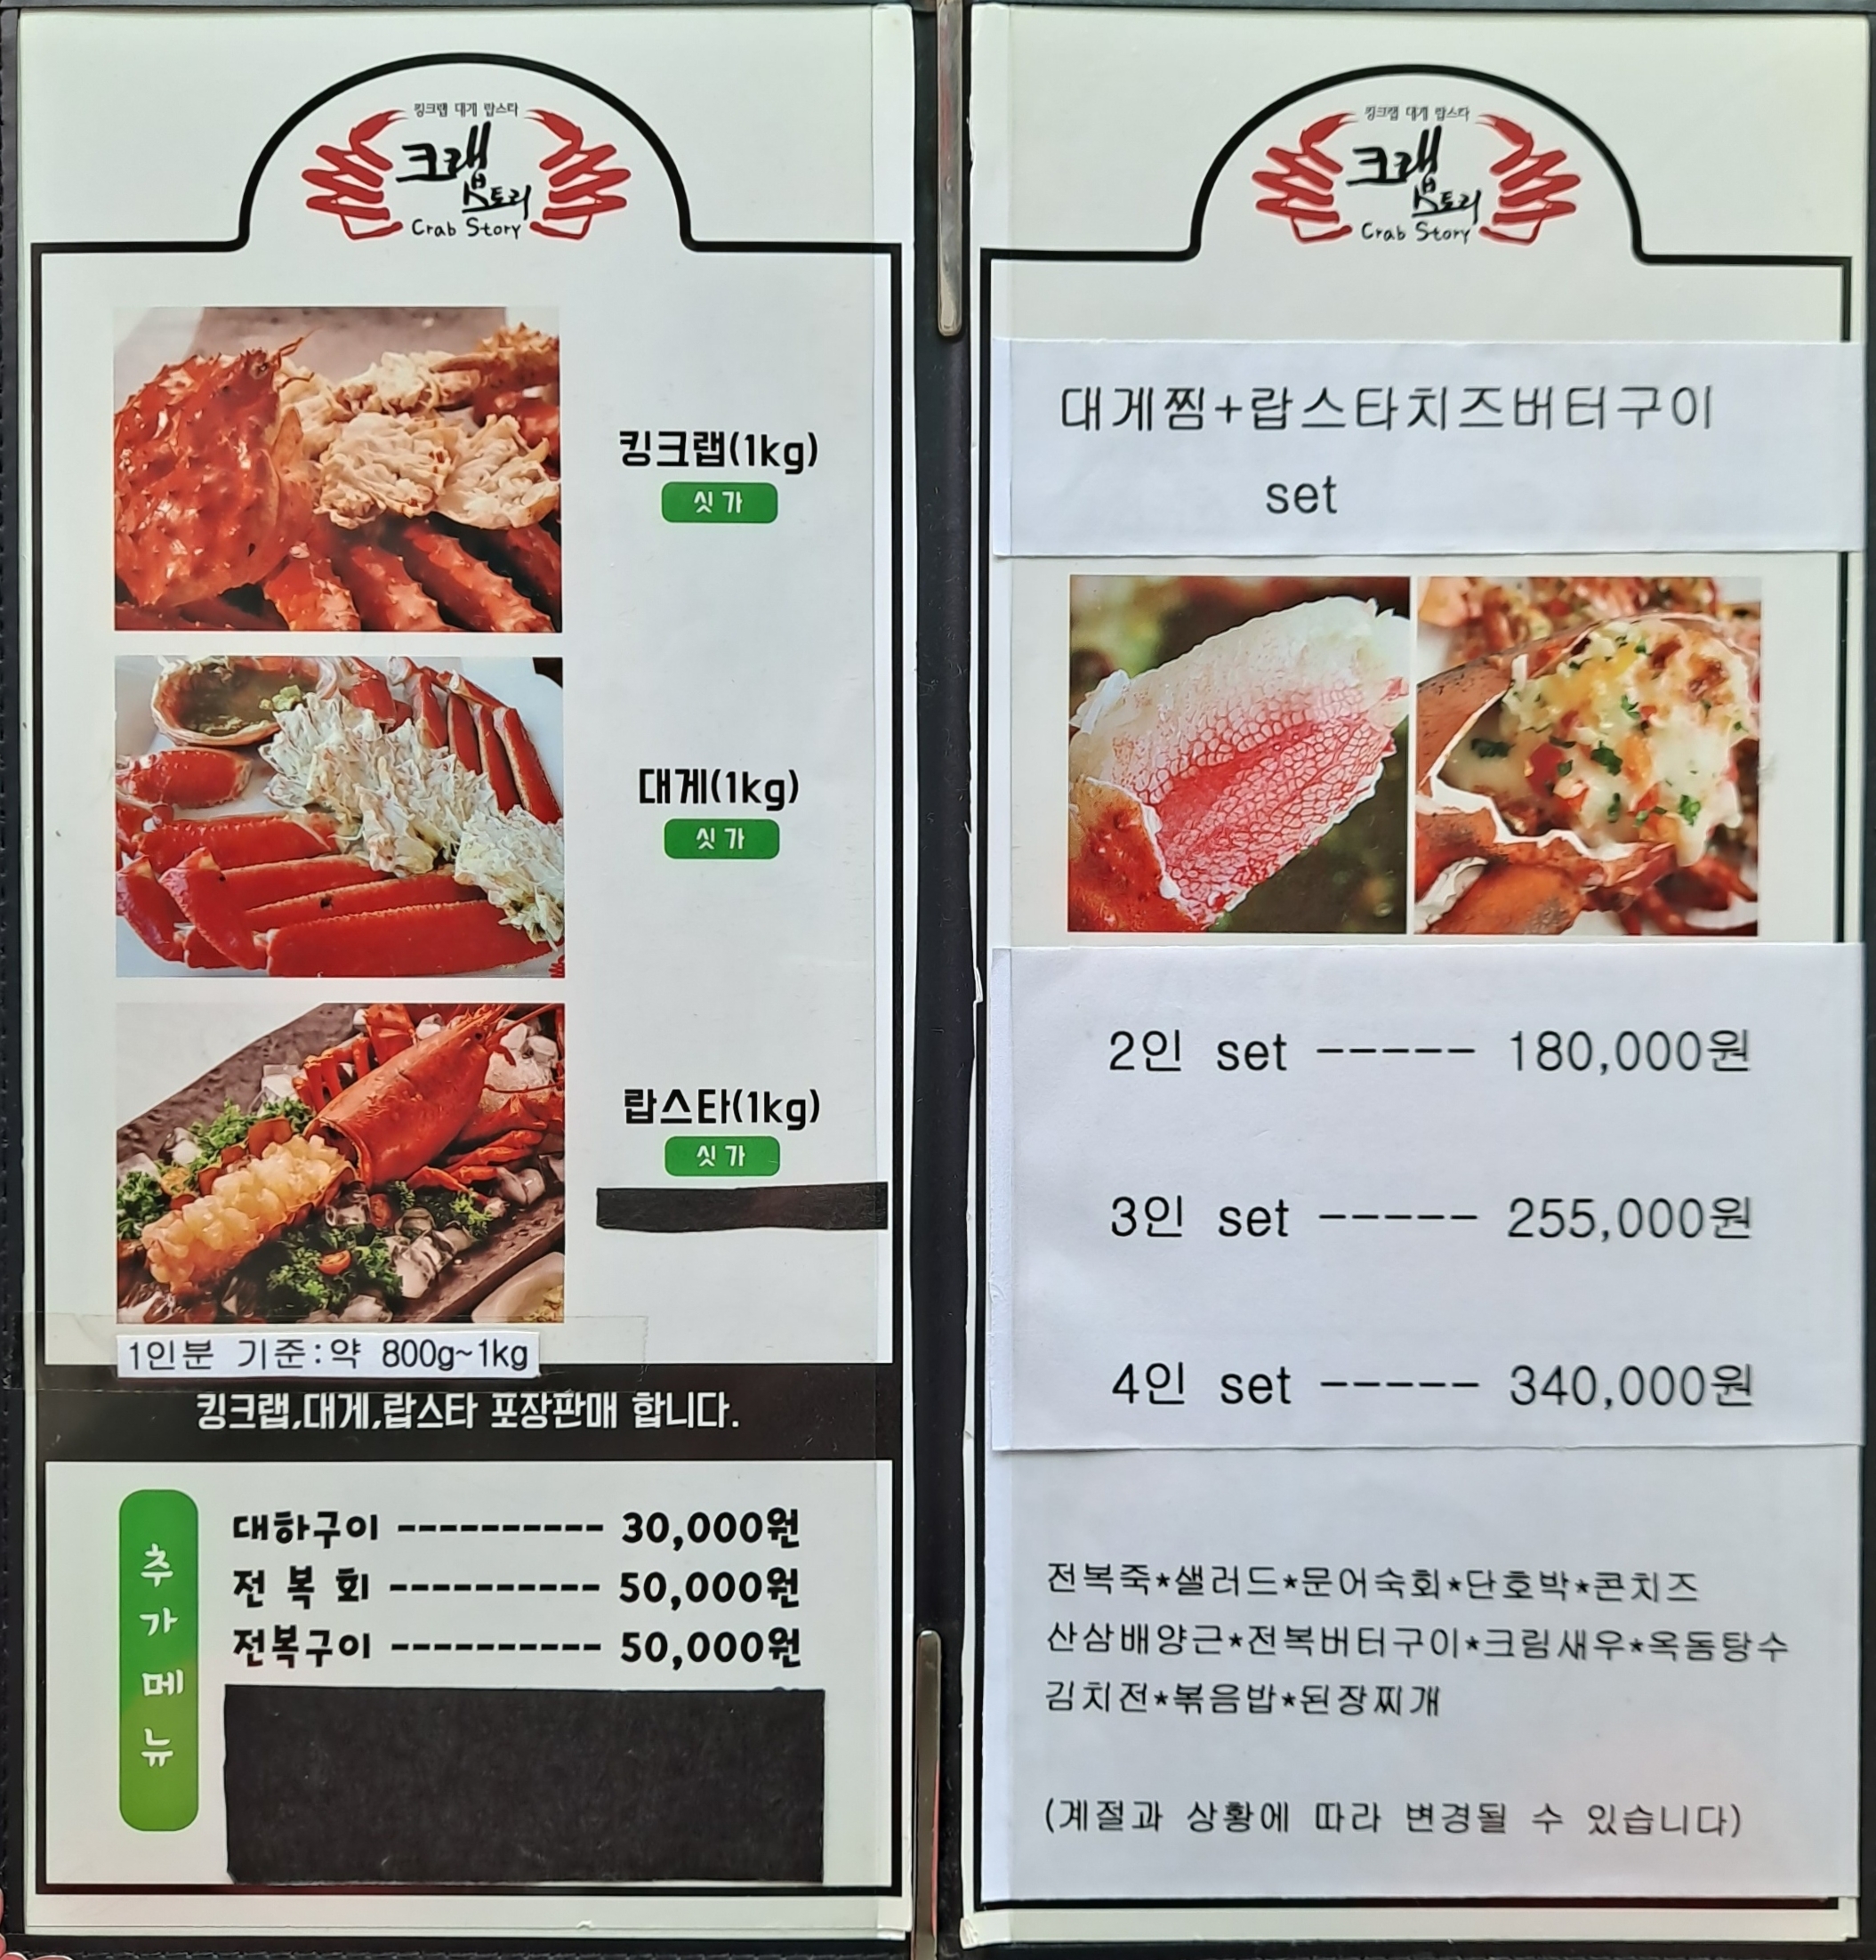 킹크랩 대게 랍스타
크랩
스토리
Crab Story
킹크랩(1kg)
싯가
대게(1kg)
싯가
랍스타(1kg)
싯가
1인분 기준:약 800g~1kg
킹크랩,대게,랍스타 포장판매 합니다.
추가메뉴
대하구이 ---------- 30,000원
전 복 회 ---------- 50,000원
전복구이 ---------- 50,000원
킹크랩 대게 랍스타
크랩
스토리
Crab Story
대게찜+랍스타치즈버터구이
set
2인 set ----- 180,000원
3인 set ----- 255,000원
4인 set ----- 340,000원
전복죽*샐러드*문어숙회*단호박*콘치즈
산삼배양근*전복버터구이*크림새우*옥돔탕수
김치전*볶음밥*된장찌개
(계절과 상황에 따라 변경될 수 있습니다)